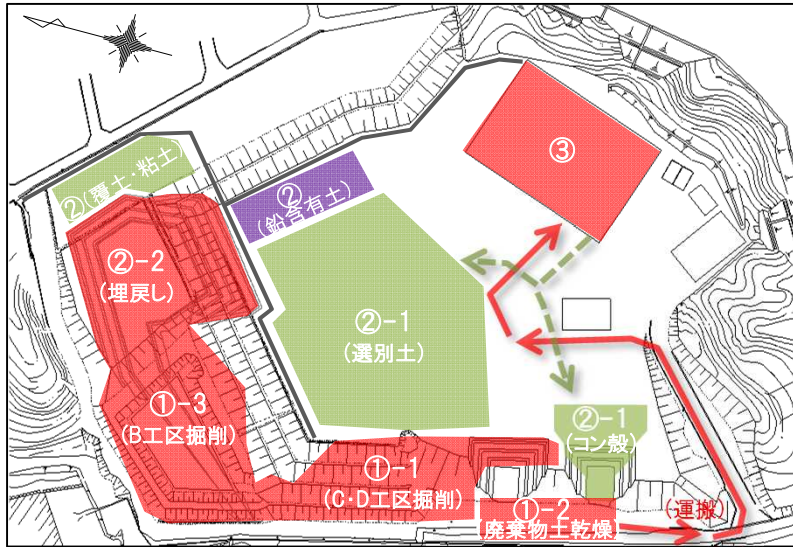 ③
②(覆土・粘土)
②
(鉛含有土)
②-2
(埋戻し)
②-1
(選別土)
①-3
(B工区掘削)
②-1
(コン殻)
①-1
(C・D工区掘削)
①-2
(廃棄物土乾燥)
(運搬)